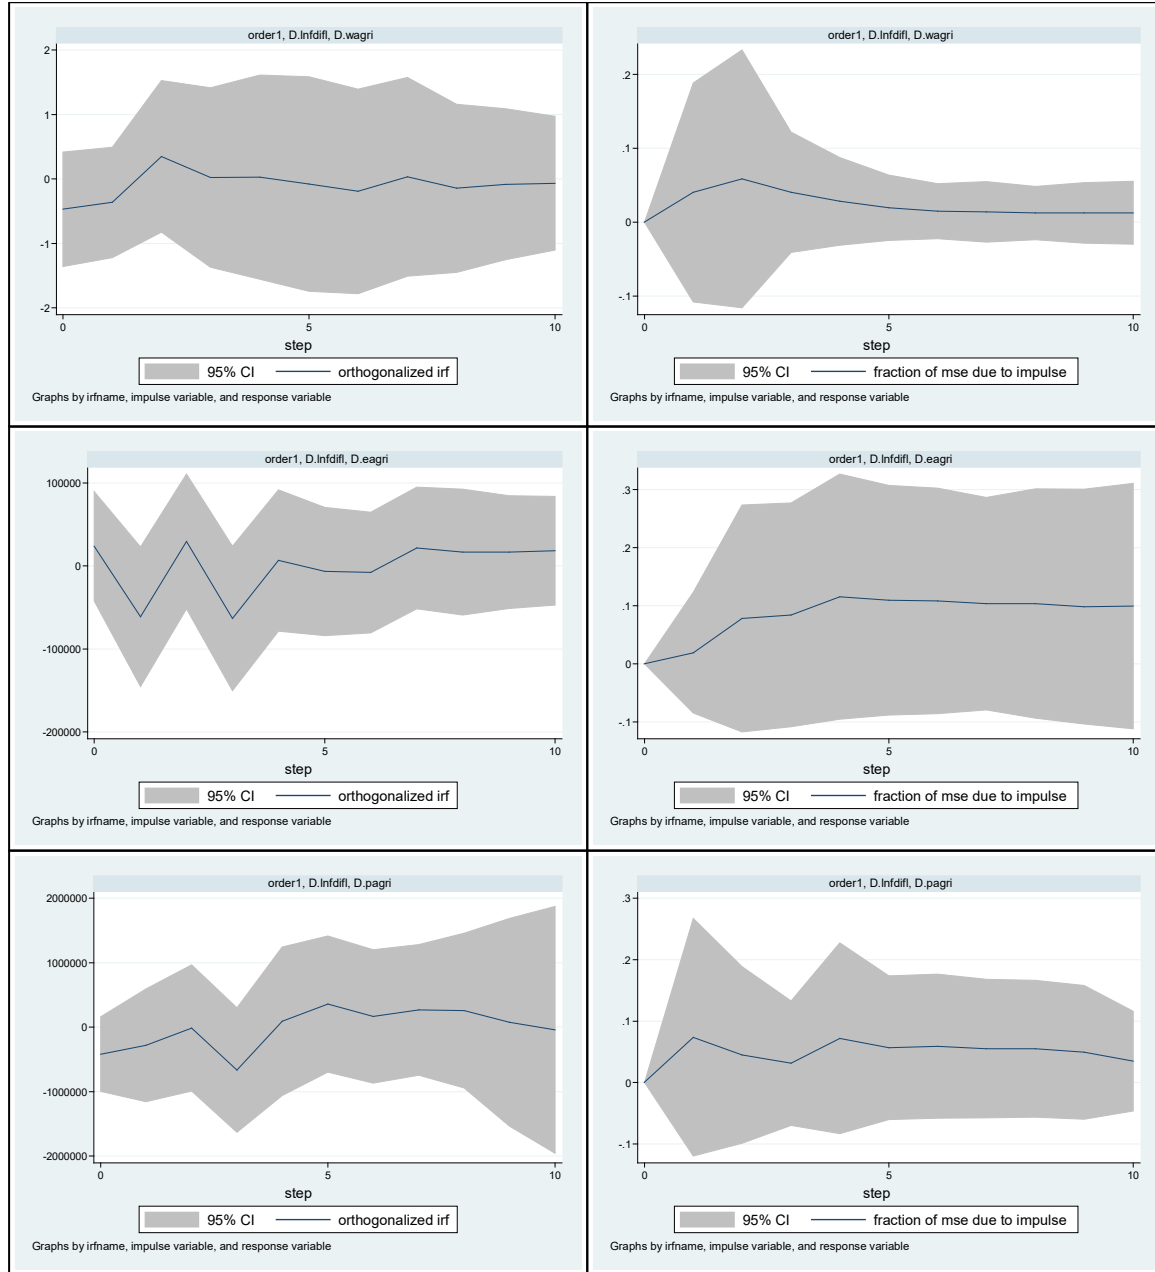 order1, D.lnfdifl, D.wagri
2
1
0
-1
-2
0
5
10
step
95% CI
orthogonalized irf
Graphs by irfname, impulse variable, and response variable
order1, D.lnfdifl, D.wagri
.2
.1
0
-.1
0
5
10
step
95% CI
fraction of mse due to impulse
Graphs by irfname, impulse variable, and response variable
order1, D.lnfdifl, D.eagri
100000
0
-100000
-200000
0
5
10
step
95% CI
orthogonalized irf
Graphs by irfname, impulse variable, and response variable
order1, D.lnfdifl, D.eagri
.3
.2
.1
0
-.1
0
5
10
step
95% CI
fraction of mse due to impulse
Graphs by irfname, impulse variable, and response variable
order1, D.lnfdifl, D.pagri
2000000
1000000
0
-1000000
-2000000
0
5
10
step
95% CI
orthogonalized irf
Graphs by irfname, impulse variable, and response variable
order1, D.lnfdifl, D.pagri
.3
.2
.1
0
-.1
0
5
10
step
95% CI
fraction of mse due to impulse
Graphs by irfname, impulse variable, and response variable